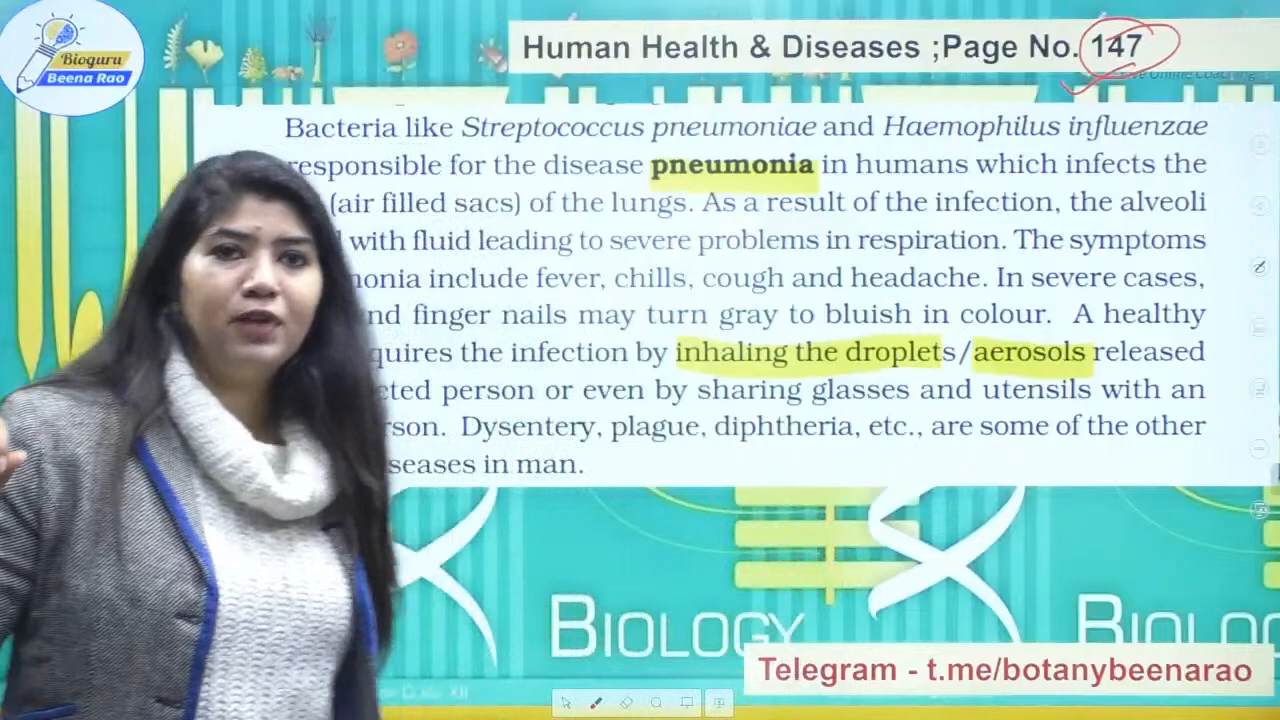 Bioguru
Beena Rao
Human Health & Diseases ;Page No. 147
Live Online Coaching
Bacteria like Streptococcus pneumoniae and Haemophilus influenzae
responsible for the disease pneumonia in humans which infects the
(air filled sacs) of the lungs. As a result of the infection, the alveoli
with fluid leading to severe problems in respiration. The symptoms
monia include fever, chills, cough and headache. In severe cases,
nd finger nails may turn gray to bluish in colour. A healthy
quires the infection by inhaling the droplets/aerosols released
cted person or even by sharing glasses and utensils with an
rson. Dysentery, plague, diphtheria, etc., are some of the other
seases in man.
BIOLOGY
BIOLOG
Telegram - t.me/botanybeenarao